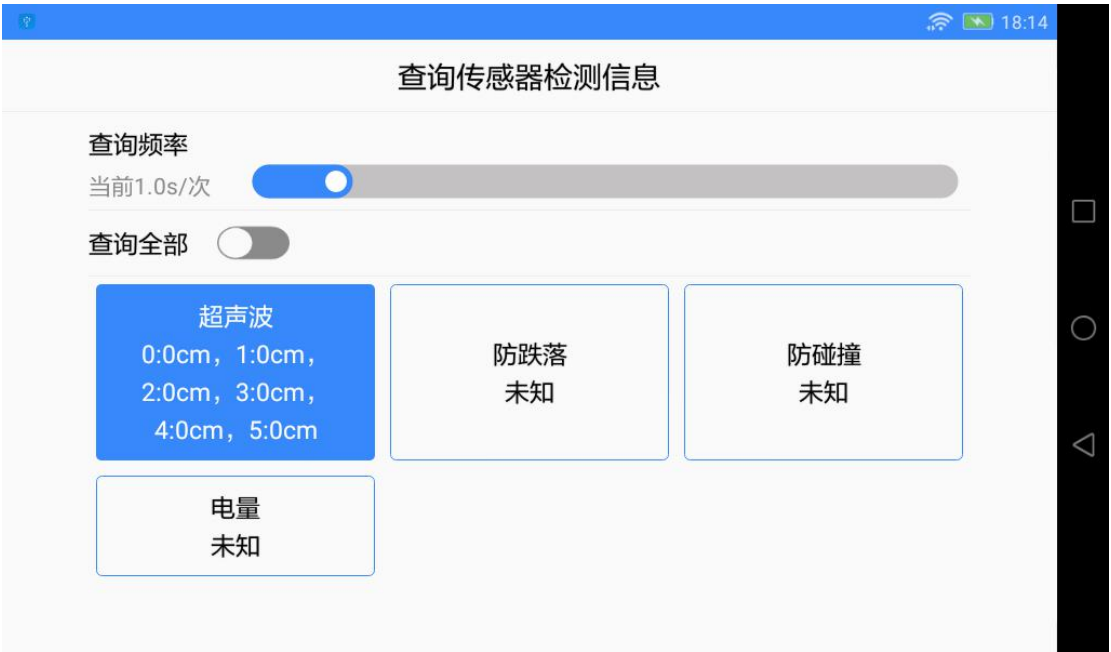 18:14
查询传感器检测信息
查询频率
当前1.0s/次
查询全部
超声波
0:0cm，1:0cm，
2:0cm，3:0cm，
4:0cm，5:0cm
防跌落
未知
防碰撞
未知
电量
未知